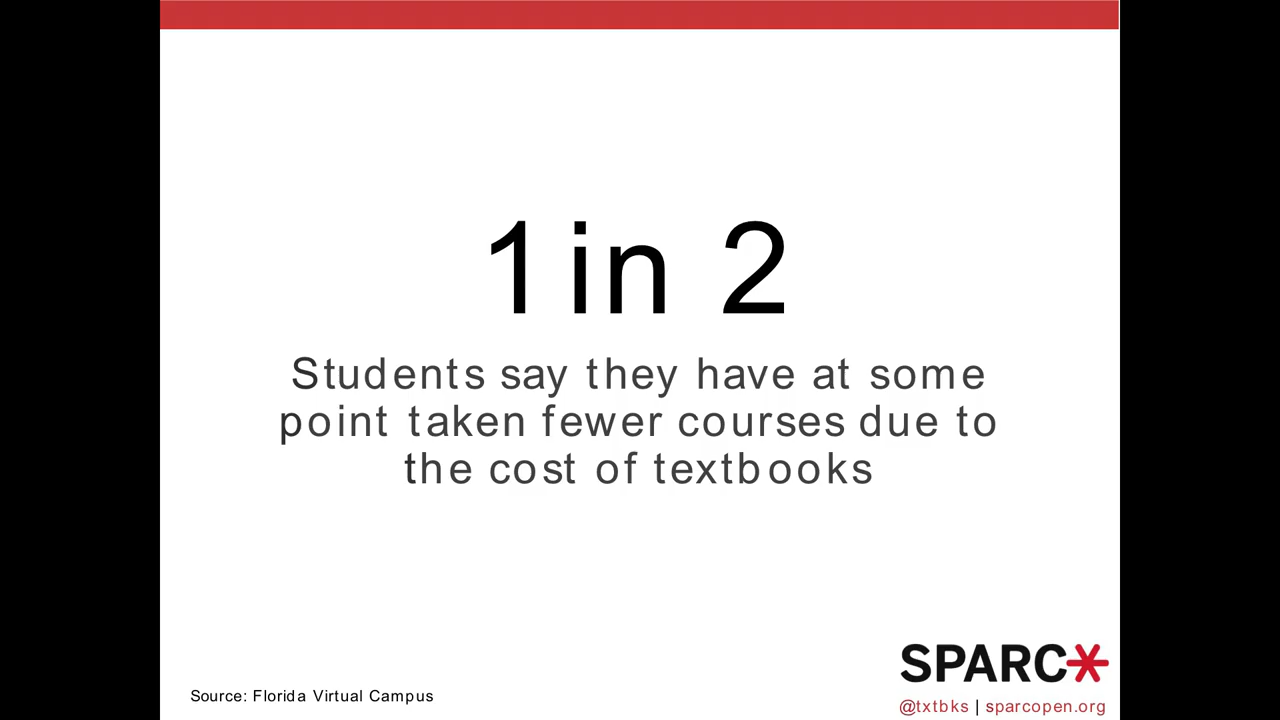 1 in 2
Students say they have at some
point taken fewer courses due to
the cost of textbooks
SPARC
Source: Florida Virtual Campus
@txtbks | sparcopen.org